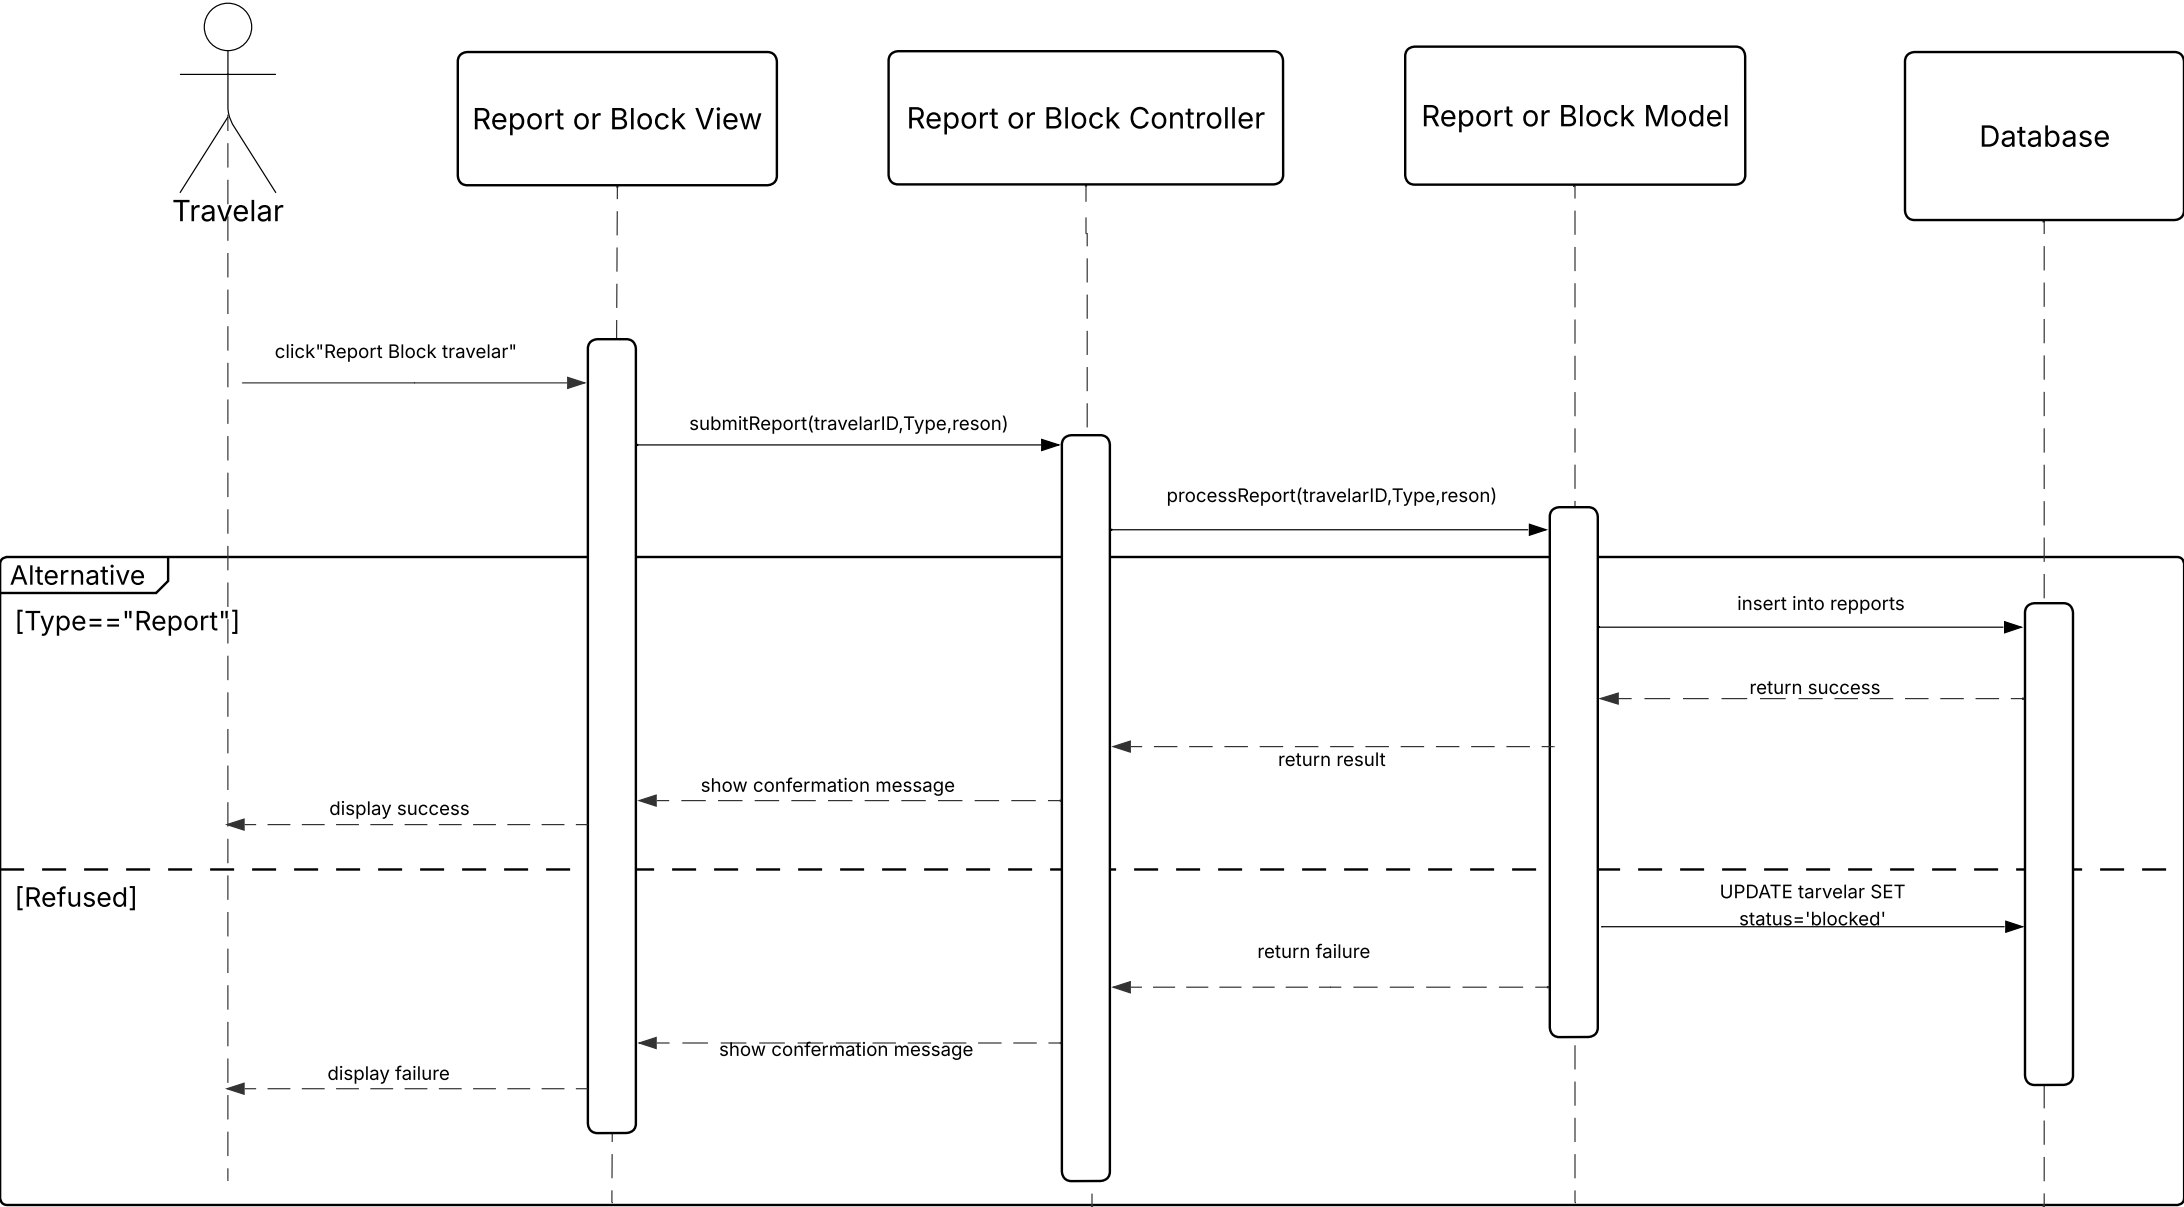 Travelar
Report or Block View
Report or Block Controller
Report or Block Model
Database
click"Report Block travelar"
submitReport(travelarID,Type,reson)
processReport(travelarID,Type,reson)
Alternative
[Type=="Report"]
insert into repports
return success
return result
show confermation message
display success
[Refused]
UPDATE tarvelar SET
status='blocked'
return failure
show confermation message
display failure